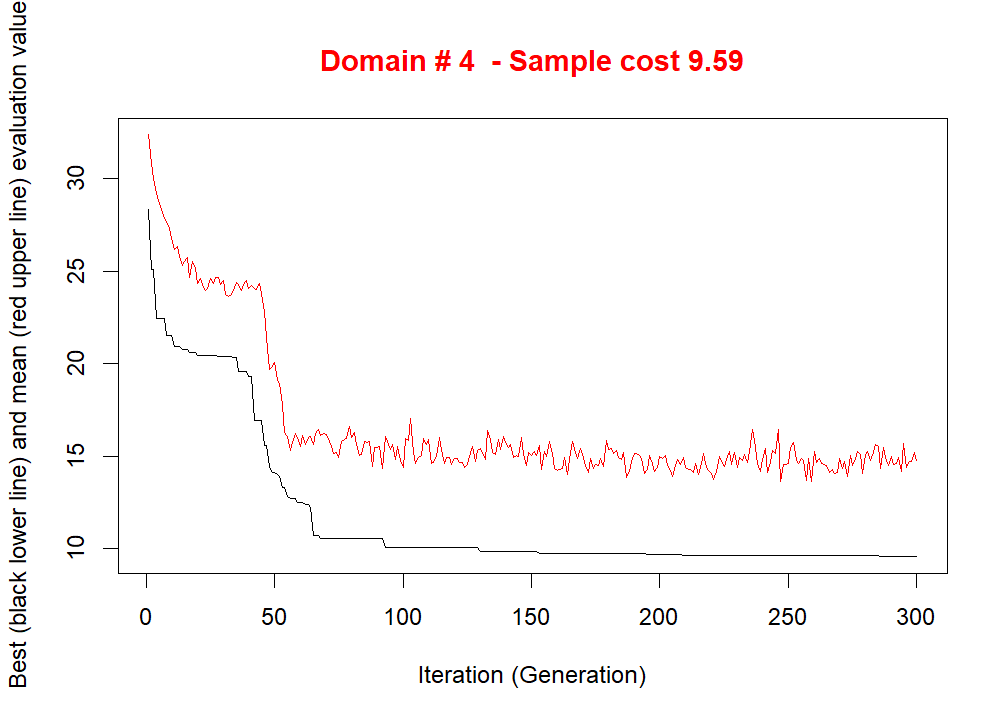 Domain # 4  - Sample cost 9.59
Best (black lower line) and mean (red upper line) evaluation value
30
25
20
15
10
0 50 100 150 200 250 300
Iteration (Generation)